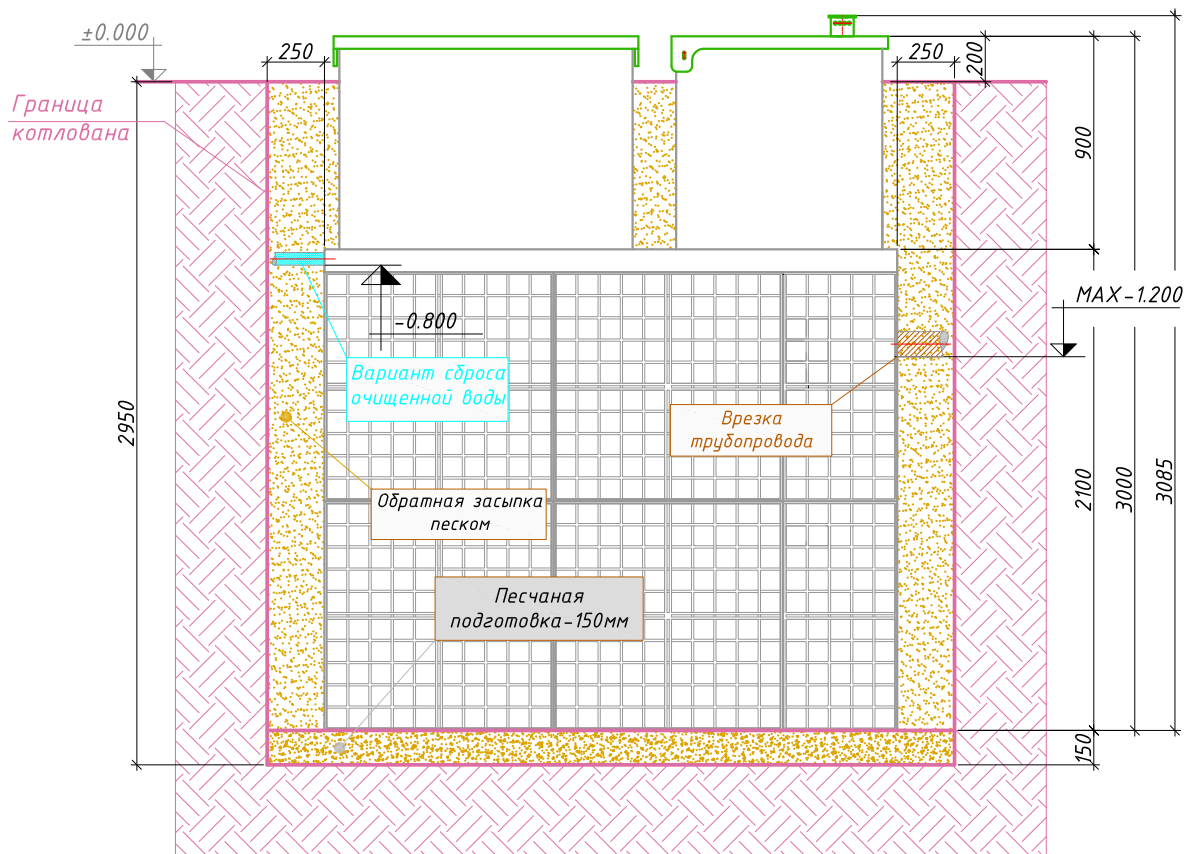 ±0.000
250
250
200
Граница
котлована
900
MAX-1.200
-0.800
Вариант сброса
очищенной воды
Врезка
трубопровода
2950
2100
3000
3085
Обратная засыпка
песком
Песчаная
подготовка-150мм
150